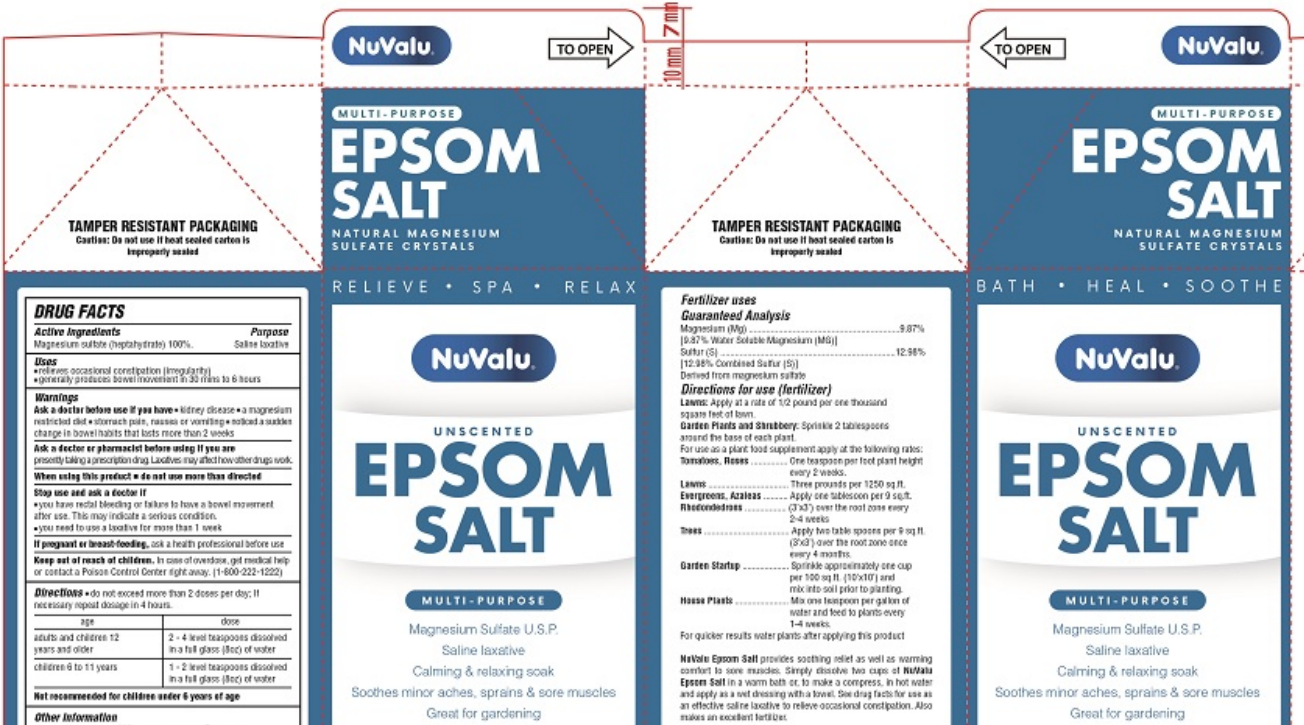 NuValu.
TO OPEN
10 mm 7 mm
TO OPEN
NuValu.
MULTI-PURPOSE
EPSOM
SALT
NATURAL MAGNESIUM
SULFATE CRYSTALS
MULTI-PURPOSE
EPSOM
SALT
NATURAL MAGNESIUM
SULFATE CRYSTALS
TAMPER RESISTANT PACKAGING
Caution: Do not use if heat sealed carton is
improperly sealed
TAMPER RESISTANT PACKAGING
Caution: Do not use if heat sealed carton is
improperly sealed
DRUG FACTS
Active Ingredients Purpose
Magnesium sulfate (heptahydrate) 100%. Saline laxative
Uses
• relieves occasional constipation (irregularity)
• generally produces bowel movement in 30 mins to 6 hours
Warnings
Ask a doctor before use if you have • kidney disease • a magnesium
restricted diet • stomach pain, nausea or vomiting • noticed a sudden
change in bowel habits that lasts more than 2 weeks
Ask a doctor or pharmacist before using if you are
presently taking a prescription drug. Laxatives may affect how other drugs work.
When using this product • do not use more than directed
Stop use and ask a doctor if
• you have rectal bleeding or failure to have a bowel movement
after use. This may indicate a serious condition.
• you need to use a laxative for more than 1 week
If pregnant or breast-feeding, ask a health professional before use
Keep out of reach of children. In case of overdose, get medical help
or contact a Poison Control Center right away. (1-800-222-1222)
Directions • do not exceed more than 2 doses per day; If
necessary repeat dosage in 4 hours.
age dose
adults and children 12 2 - 4 level teaspoons dissolved
years and older in a full glass (8oz) of water
children 6 to 11 years 1 - 2 level teaspoons dissolved
in a full glass (8oz) of water
Not recommended for children under 6 years of age
Other Information
RELIEVE • SPA • RELAX
NuValu.
UNSCENTED
EPSOM
SALT
MULTI-PURPOSE
Magnesium Sulfate U.S.P.
Saline laxative
Calming & relaxing soak
Soothes minor aches, sprains & sore muscles
Great for gardening
Fertilizer uses
Guaranteed Analysis
Magnesium (Mg) ........ 9.87%
[9.87% Water Soluble Magnesium (MG)]
Sulfur (S) ........ 12.98%
[12.98% Combined Sulfur (S)]
Derived from magnesium sulfate
Directions for use (fertilizer)
Lawns: Apply at a rate of 1/2 pound per one thousand
square feet of lawn.
Garden Plants and Shrubbery: Sprinkle 2 tablespoons
around the base of each plant.
For use as a plant food supplement apply at the following rates:
Tomatoes, Roses ........ One teaspoon per foot plant height
every 2 weeks.
Lawns ........ Three prounds per 1250 sq.ft.
Evergreens, Azaleas ........ Apply one tablesoon per 9 sq.ft.
Rhondodedrons ........ (3'x3') over the root zone every
2-4 weeks
Trees ........ Apply two table spoons per 9 sq.ft.
(3'x3') over the root zone once
every 4 months.
Garden Startup ........ Sprinkle approximately one cup
per 100 sq.ft. (10'x10') and
mix into soil prior to planting.
House Plants ........ Mix one teaspoon per gallon of
water and feed to plants every
1-4 weeks.
For quicker results water plants after applying this product
NuValu Epsom Salt provides soothing relief as well as warming
comfort to sore muscles. Simply dissolve two cups of NuValu
Epsom Salt in a warm bath or, to make a compress, in hot water
and apply as a wet dressing with a towel. See drug facts for use as
an effective saline laxative to relieve occasional constipation. Also
makes an excellent fertilizer.
BATH • HEAL • SOOTHE
NuValu.
UNSCENTED
EPSOM
SALT
MULTI-PURPOSE
Magnesium Sulfate U.S.P.
Saline laxative
Calming & relaxing soak
Soothes minor aches, sprains & sore muscles
Great for gardening